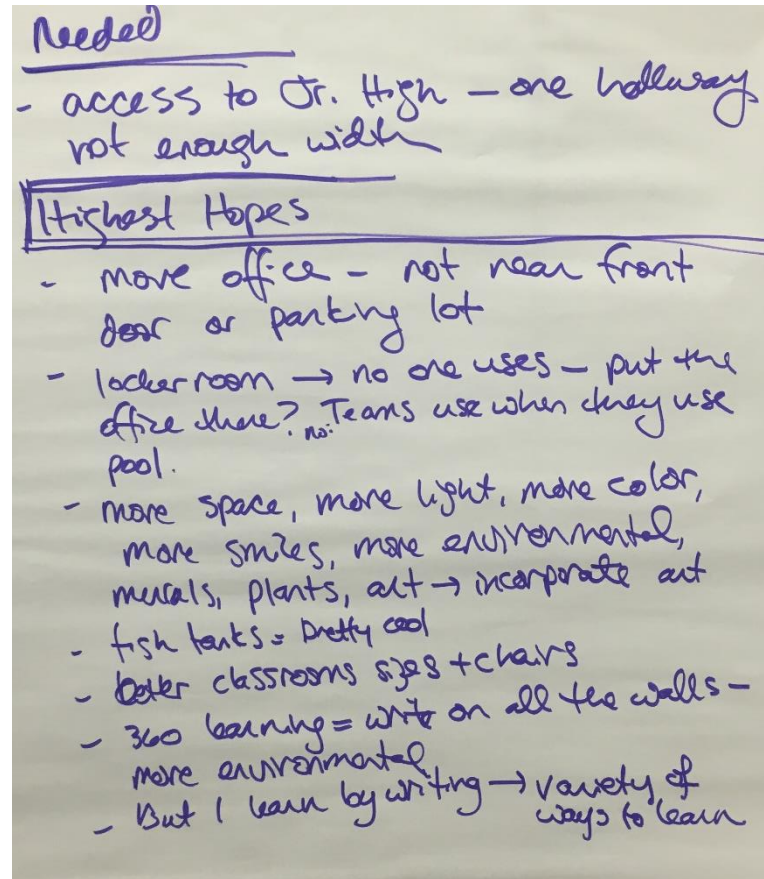 Needed
- access to Jr. High – one hallway
not enough width
Highest Hopes
- move office – not near front
door or parking lot
- locker room → no one uses – put the
office there? no: Teams use when they use
pool.
- more space, more light, more color,
more smiles, more environmental,
murals, plants, art → incorporate art
- fish tanks = pretty cool
- better classrooms sizes + chairs
- 360 learning = write on all the walls –
more environmental
- But I learn by writing → variety of
ways to learn